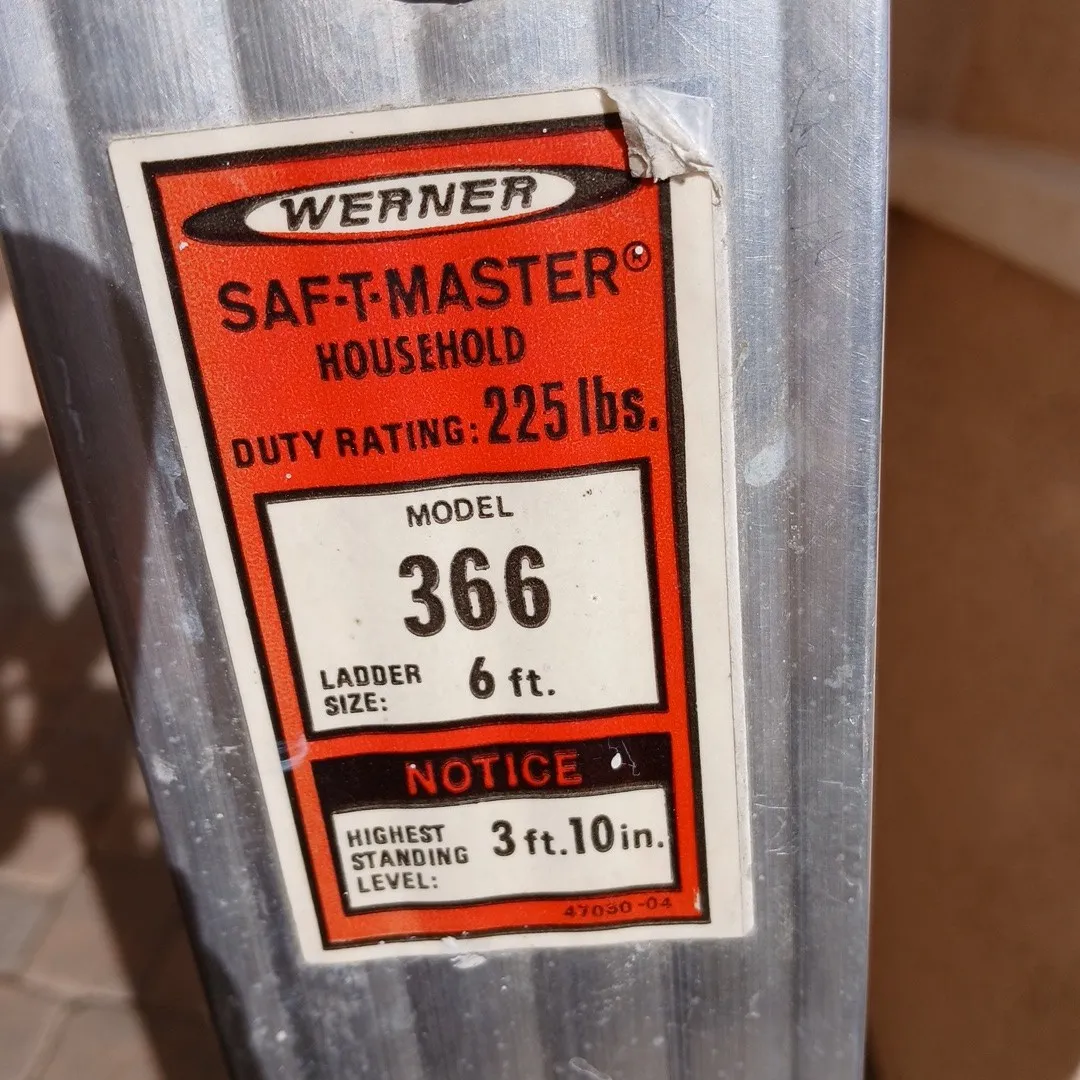 WERNER
SAF-T-MASTER®
HOUSEHOLD
DUTY RATING: 225 lbs.
MODEL
366
LADDER SIZE: 6 ft.
NOTICE
HIGHEST STANDING LEVEL: 3 ft. 10 in.
47030-04